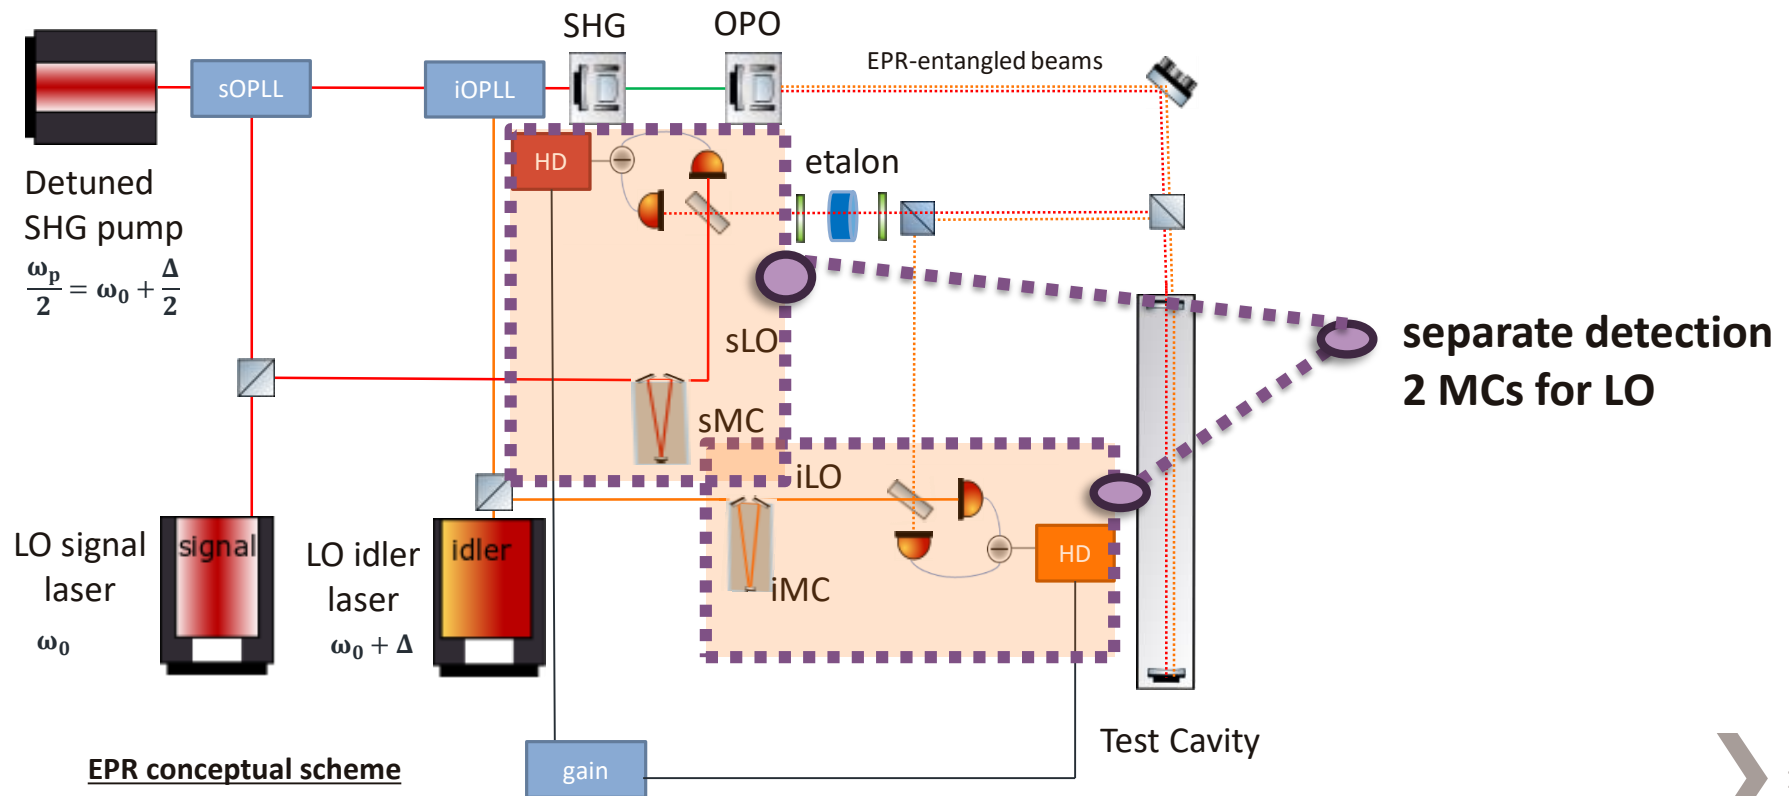 SHG
OPO
EPR-entangled beams
sOPLL
iOPLL
HD
etalon
Detuned
SHG pump
ωp/2 = ω0 + Δ/2
sLO
separate detection
2 MCs for LO
sMC
iLO
LO signal
laser
ω0
signal
LO idler
laser
ω0 + Δ
idler
iMC
HD
Test Cavity
EPR conceptual scheme
gain